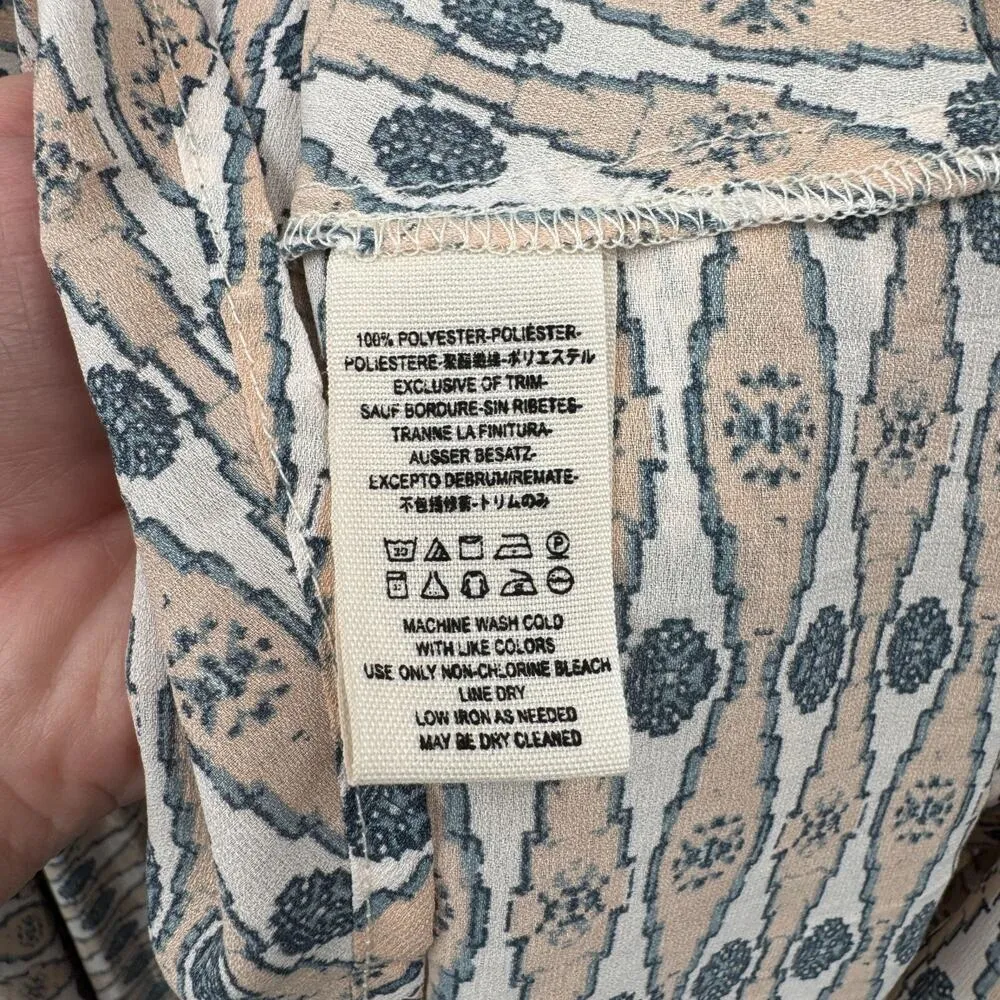 100% POLYESTER-POLIÉSTER-
POLIESTERE-聚酯纖維-ポリエステル
EXCLUSIVE OF TRIM-
SAUF BORDURE-SIN RIBETES-
TRANNE LA FINITURA-
AUSSER BESATZ-
EXCEPTO DEBRUM/REMATE-
不包括修素-トリムのみ
30
P
MACHINE WASH COLD
WITH LIKE COLORS
USE ONLY NON-CHLORINE BLEACH
LINE DRY
LOW IRON AS NEEDED
MAY BE DRY CLEANED